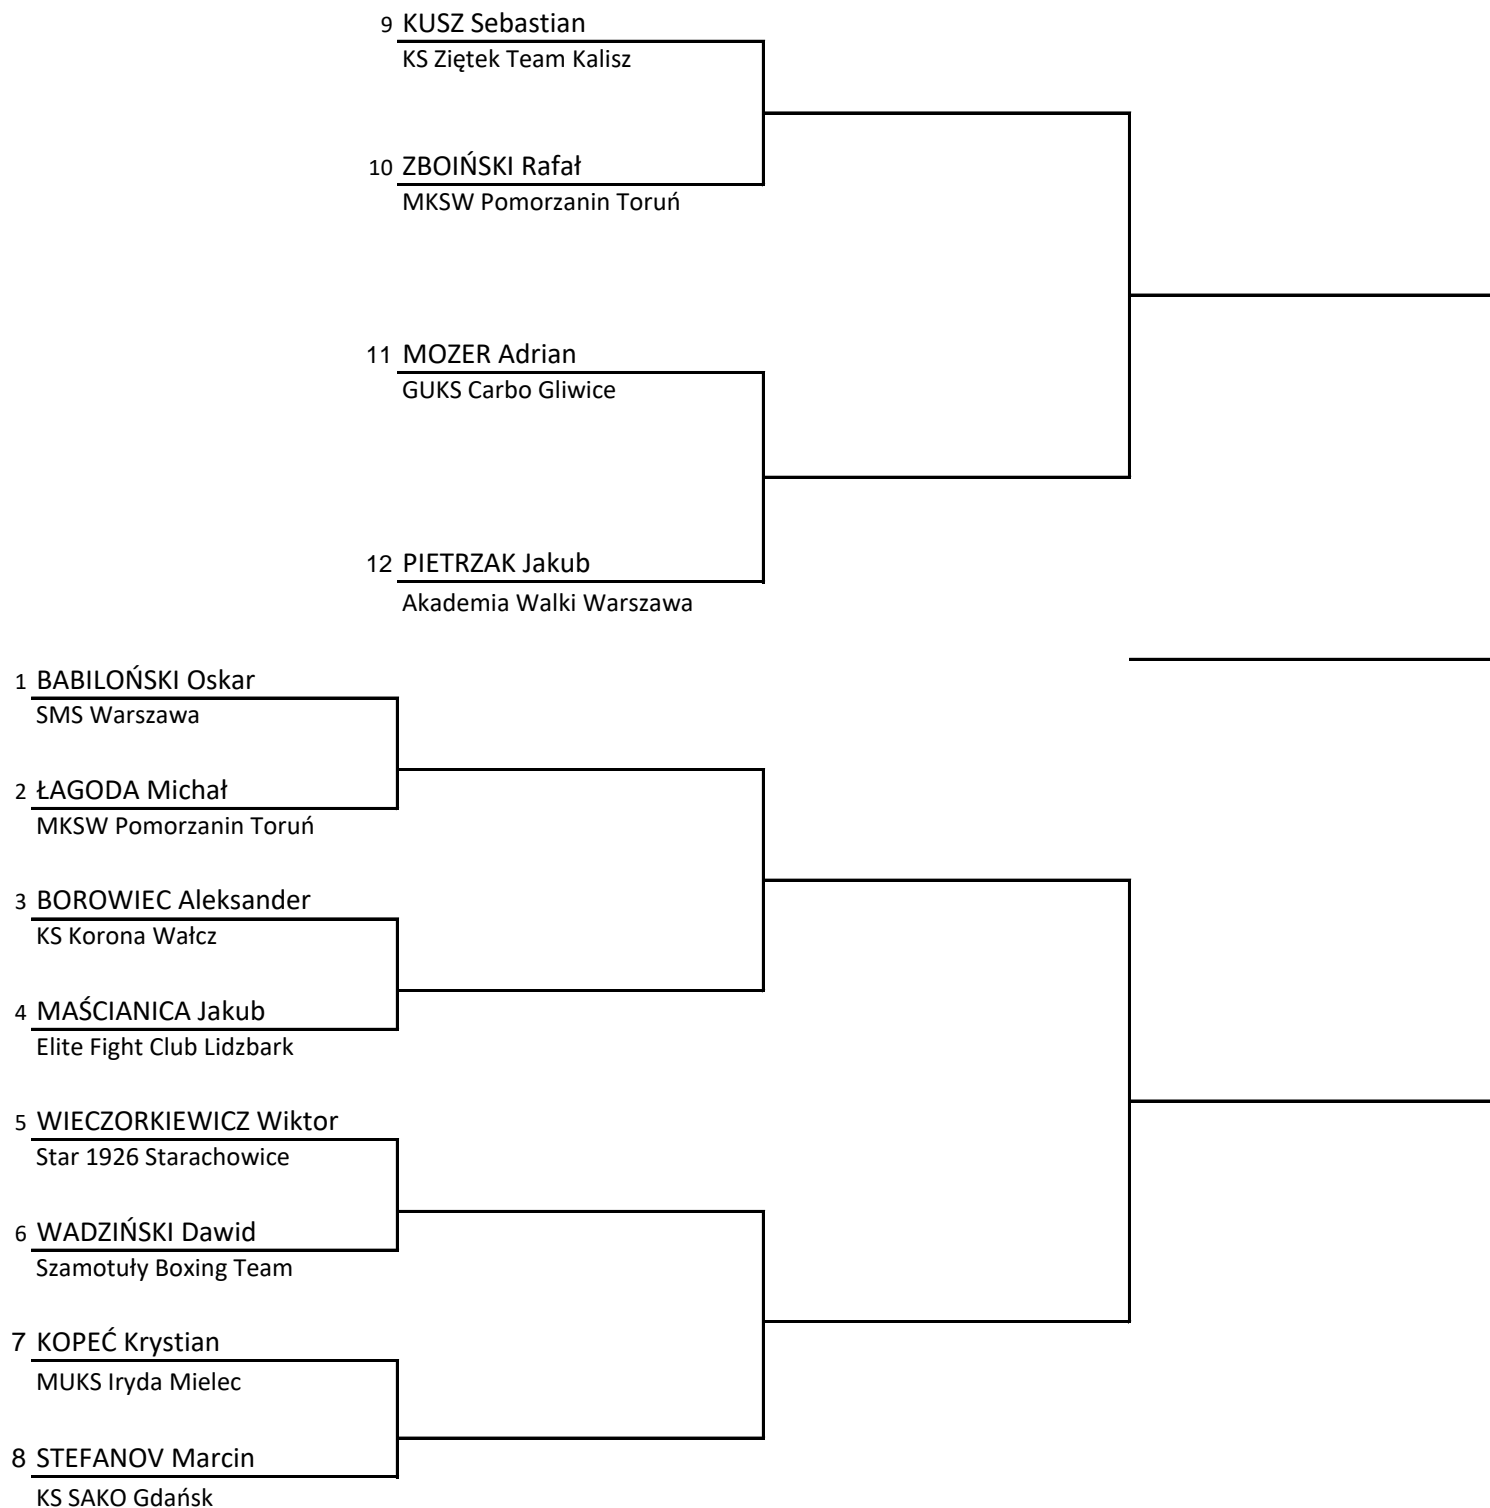 9 KUSZ Sebastian
KS Ziętek Team Kalisz
10 ZBOIŃSKI Rafał
MKSW Pomorzanin Toruń
11 MOZER Adrian
GUKS Carbo Gliwice
12 PIETRZAK Jakub
Akademia Walki Warszawa
1 BABILOŃSKI Oskar
SMS Warszawa
2 ŁAGODA Michał
MKSW Pomorzanin Toruń
3 BOROWIEC Aleksander
KS Korona Wałcz
4 MAŚCIANICA Jakub
Elite Fight Club Lidzbark
5 WIECZORKIEWICZ Wiktor
Star 1926 Starachowice
6 WADZIŃSKI Dawid
Szamotuły Boxing Team
7 KOPEĆ Krystian
MUKS Iryda Mielec
8 STEFANOV Marcin
KS SAKO Gdańsk